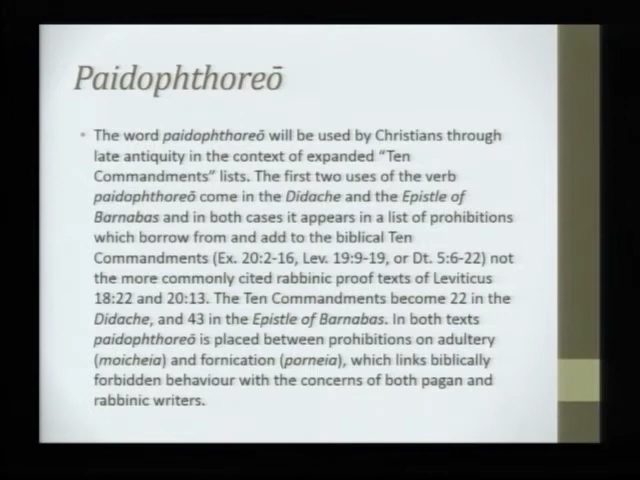 Paidophthoreō
• The word paidophthoreō will be used by Christians through
late antiquity in the context of expanded “Ten
Commandments” lists. The first two uses of the verb
paidophthoreō come in the Didache and the Epistle of
Barnabas and in both cases it appears in a list of prohibitions
which borrow from and add to the biblical Ten
Commandments (Ex. 20:2-16, Lev. 19:9-19, or Dt. 5:6-22) not
the more commonly cited rabbinic proof texts of Leviticus
18:22 and 20:13. The Ten Commandments become 22 in the
Didache, and 43 in the Epistle of Barnabas. In both texts
paidophthoreō is placed between prohibitions on adultery
(moicheia) and fornication (porneia), which links biblically
forbidden behaviour with the concerns of both pagan and
rabbinic writers.